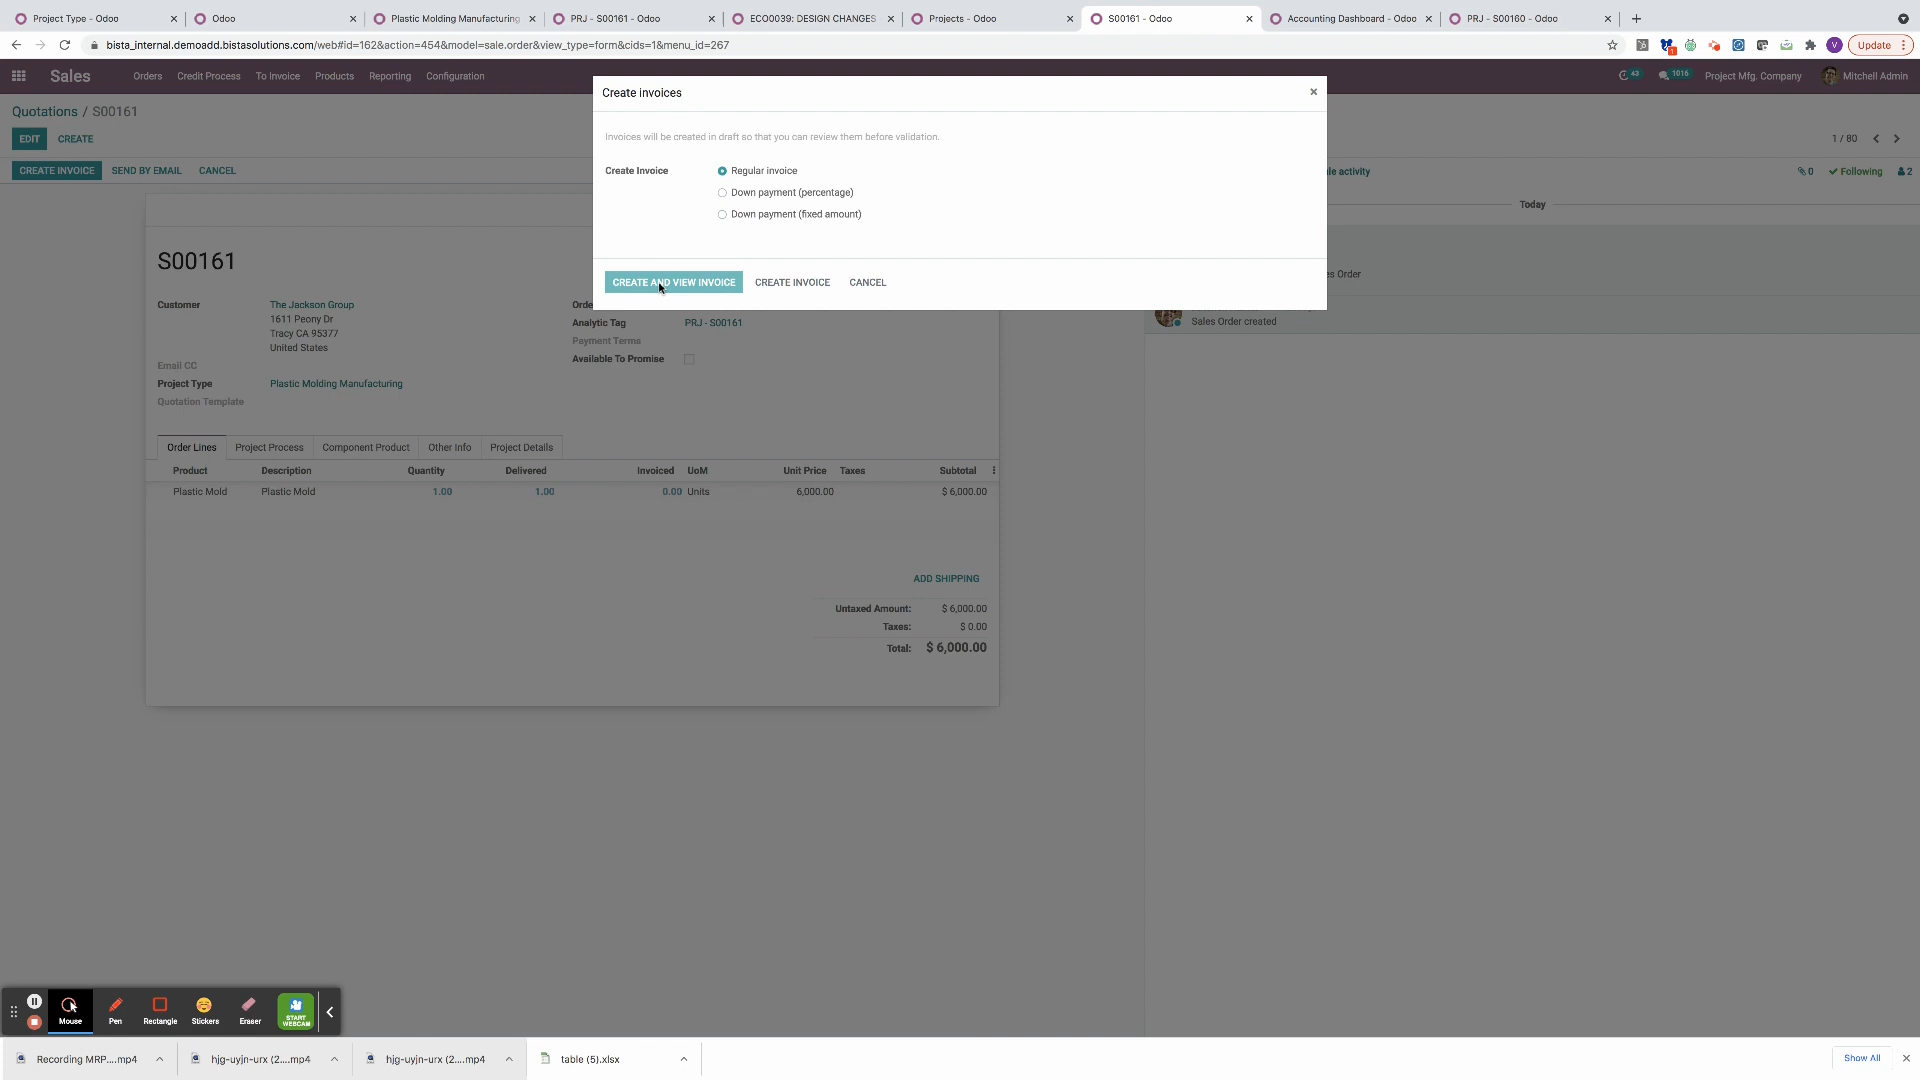 Project Type - Odoo
Odoo
Plastic Molding Manufacturing
PRJ - S00161 - Odoo
ECO0039: DESIGN CHANGES
Projects - Odoo
S00161 - Odoo
Accounting Dashboard - Odoo
PRJ - S00160 - Odoo
bista_internal.demoadd.bistasolutions.com/web#id=162&action=454&model=sale.order&view_type=form&cids=1&menu_id=267
1
V
Update
Sales
Orders
Credit Process
To Invoice
Products
Reporting
Configuration
43
1016
Project Mfg. Company
Mitchell Admin
Create invoices
Quotations / S00161
EDIT
CREATE
1 / 80
Invoices will be created in draft so that you can review them before validation.
CREATE INVOICE
SEND BY EMAIL
CANCEL
Create Invoice
Regular invoice
Down payment (percentage)
Down payment (fixed amount)
le activity
0
Following
2
Today
CREATE AND VIEW INVOICE
CREATE INVOICE
CANCEL
S00161
es Order
Customer
The Jackson Group
1611 Peony Dr
Tracy CA 95377
United States
Orde
Analytic Tag
PRJ - S00161
Payment Terms
Available To Promise
Sales Order created
Email CC
Project Type
Plastic Molding Manufacturing
Quotation Template
Order Lines
Project Process
Component Product
Other Info
Project Details
Product
Description
Quantity
Delivered
Invoiced
UoM
Unit Price
Taxes
Subtotal
Plastic Mold
Plastic Mold
1.00
1.00
0.00
Units
6,000.00
$ 6,000.00
ADD SHIPPING
Untaxed Amount:
$ 6,000.00
Taxes:
$ 0.00
Total:
$ 6,000.00
Mouse
Pen
Rectangle
Stickers
Eraser
START
WEBCAM
Recording MRP....mp4
hjg-uyjn-urx (2....mp4
hjg-uyjn-urx (2....mp4
table (5).xlsx
Show All